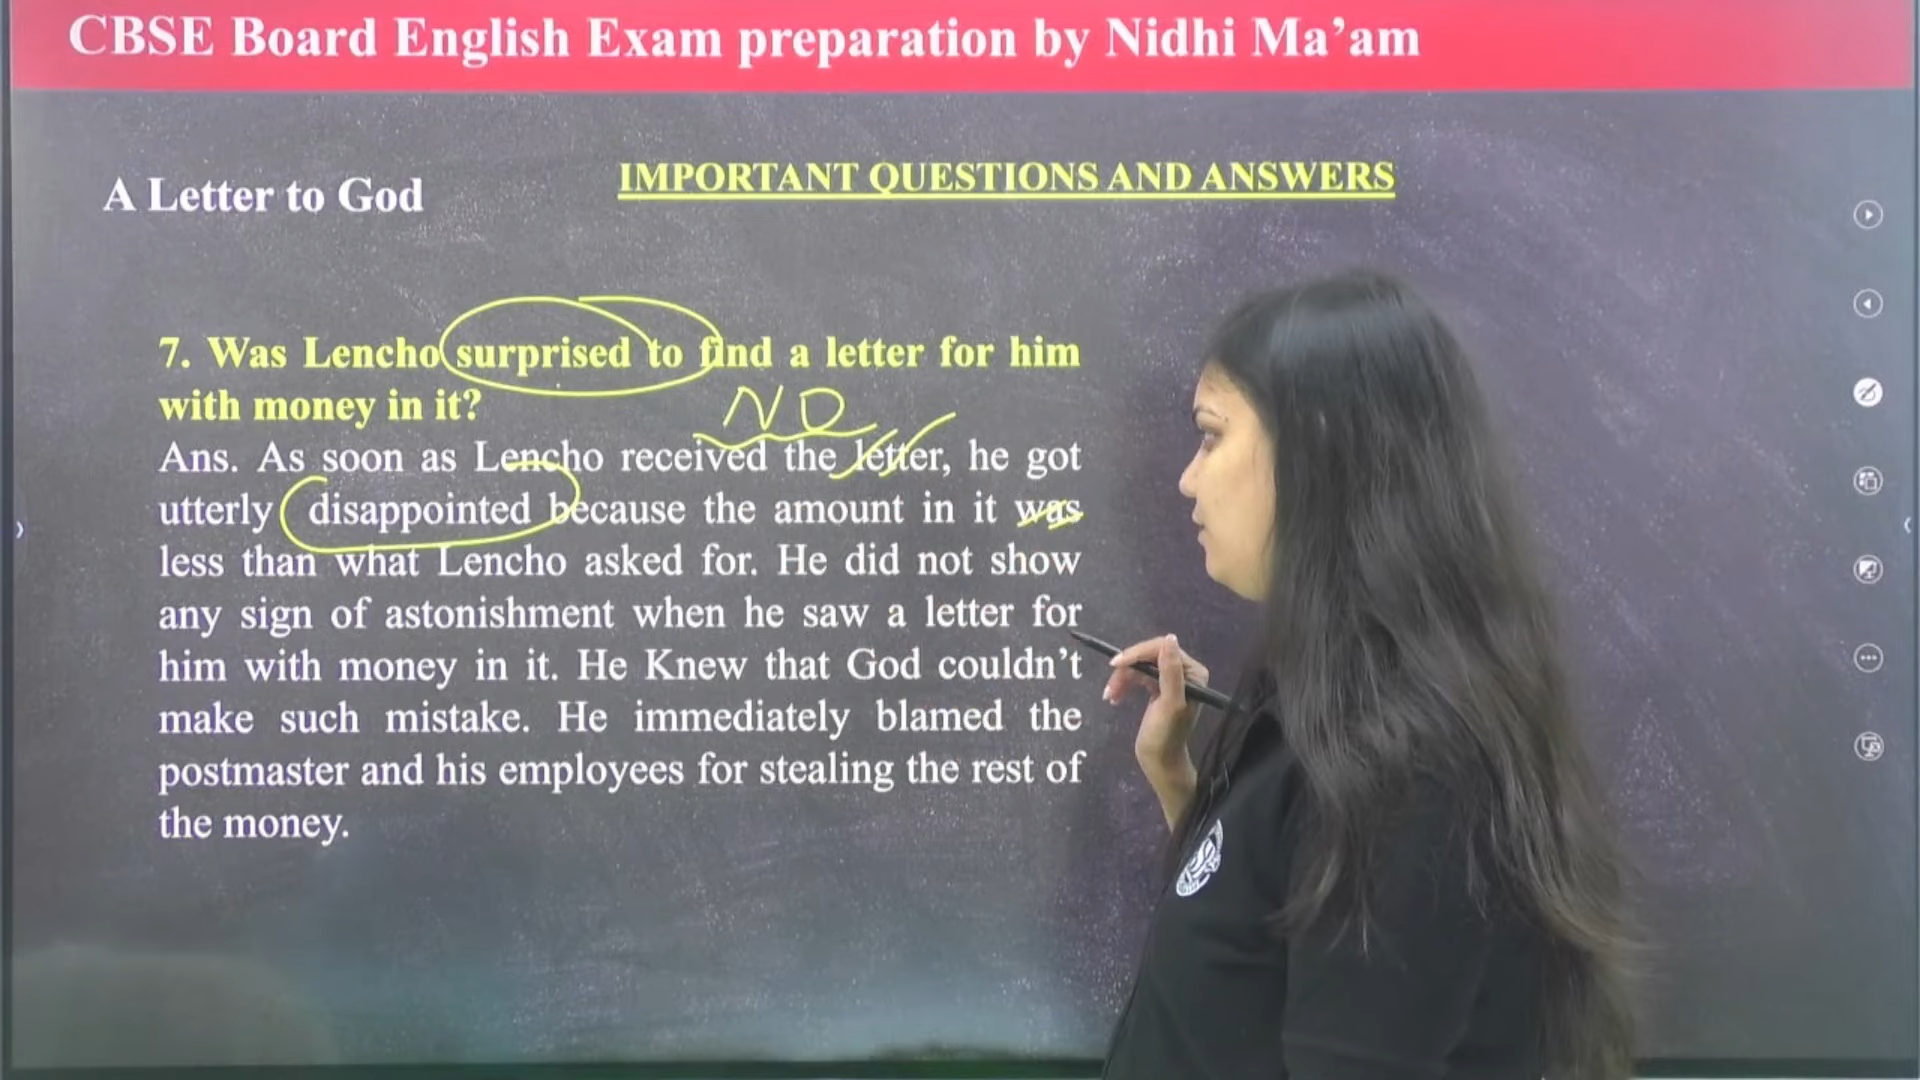 CBSE Board English Exam preparation by Nidhi Ma’am
A Letter to God
IMPORTANT QUESTIONS AND ANSWERS
7. Was Lencho surprised to find a letter for him
with money in it?
NO
Ans. As soon as Lencho received the letter, he got
utterly disappointed because the amount in it was
less than what Lencho asked for. He did not show
any sign of astonishment when he saw a letter for
him with money in it. He Knew that God couldn’t
make such mistake. He immediately blamed the
postmaster and his employees for stealing the rest of
the money.